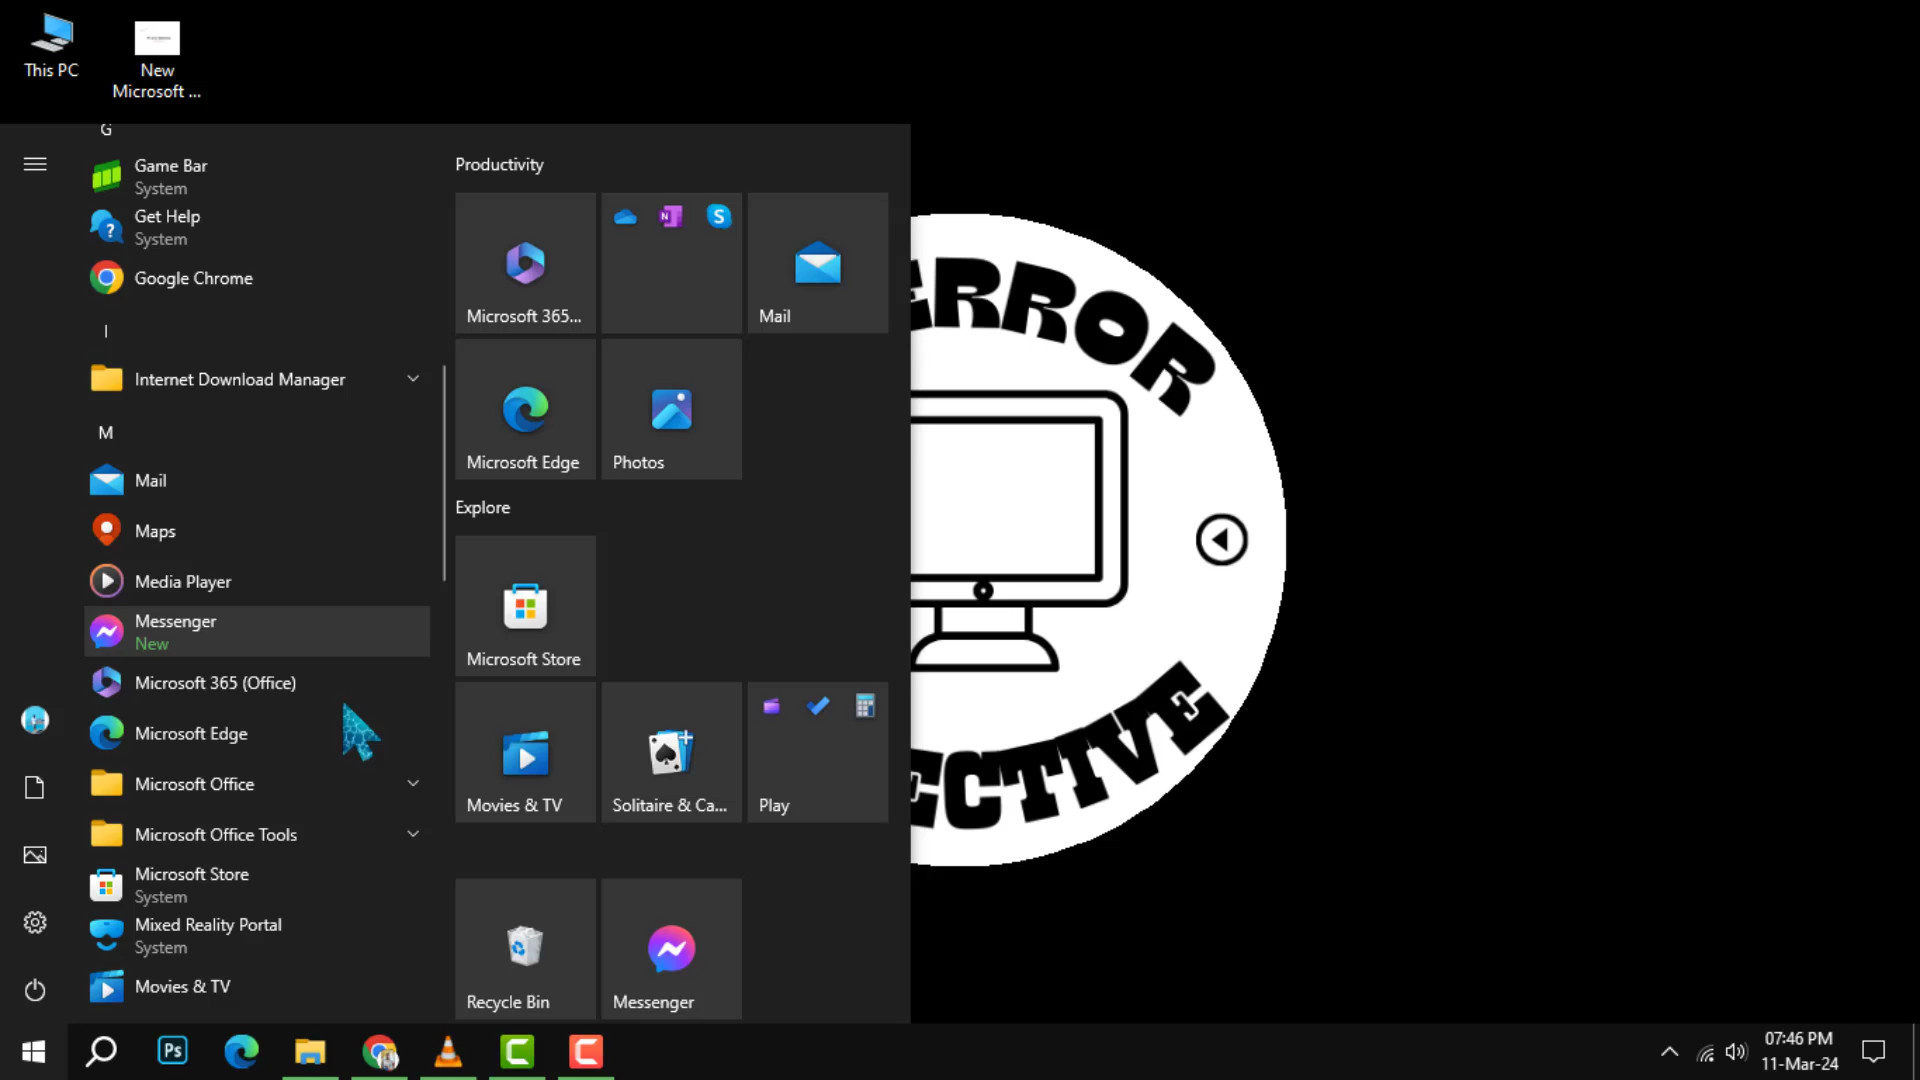 This PC
New
Microsoft ...
G
Game Bar
System
Get Help
System
Google Chrome
I
Internet Download Manager
M
Mail
Maps
Media Player
Messenger
New
Microsoft 365 (Office)
Microsoft Edge
Microsoft Office
Microsoft Office Tools
Microsoft Store
System
Mixed Reality Portal
System
Movies & TV
Productivity
Microsoft 365...
Mail
Microsoft Edge
Photos
Explore
Microsoft Store
Movies & TV
Solitaire & Ca...
Play
Recycle Bin
Messenger
ERROR
ECTIVE
Ps
07:46 PM
11-Mar-24